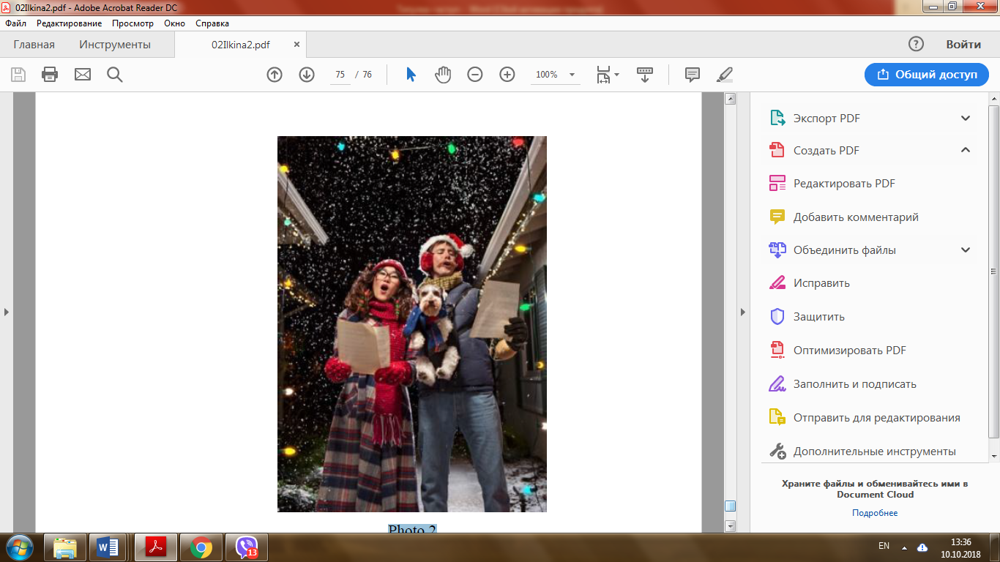 02Ilkina2.pdf - Adobe Acrobat Reader DC
Файл Редактирование Просмотр Окно Справка
Главная Инструменты 02Ilkina2.pdf × Войти
75 / 76 100% Общий доступ
Экспорт PDF
Создать PDF
Редактировать PDF
Добавить комментарий
Объединить файлы
Исправить
Защитить
Оптимизировать PDF
Заполнить и подписать
Отправить для редактирования
Дополнительные инструменты
Храните файлы и обменивайтесь ими в
Document Cloud
Подробнее
Photo 2
13
EN
13:36
10.10.2018